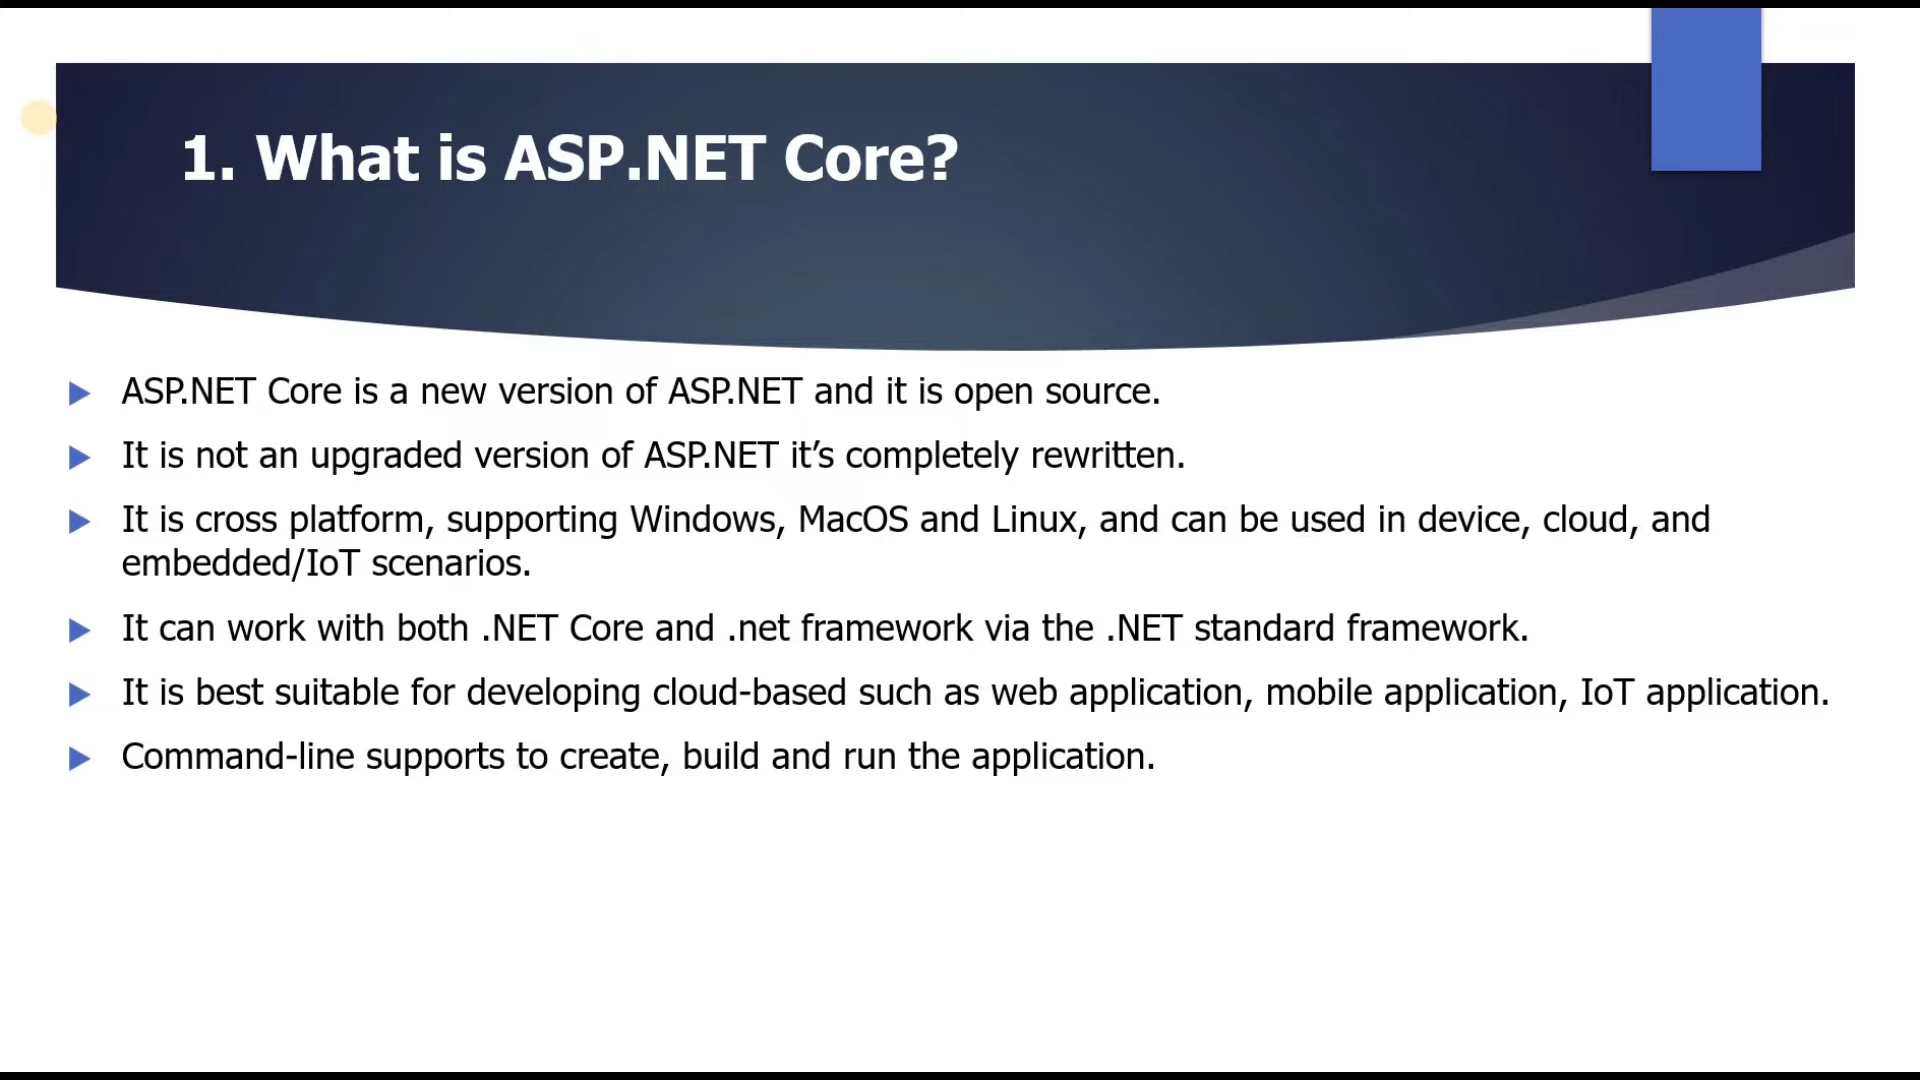 1. What is ASP.NET Core?
ASP.NET Core is a new version of ASP.NET and it is open source.
It is not an upgraded version of ASP.NET it’s completely rewritten.
It is cross platform, supporting Windows, MacOS and Linux, and can be used in device, cloud, and
embedded/IoT scenarios.
It can work with both .NET Core and .net framework via the .NET standard framework.
It is best suitable for developing cloud-based such as web application, mobile application, IoT application.
Command-line supports to create, build and run the application.